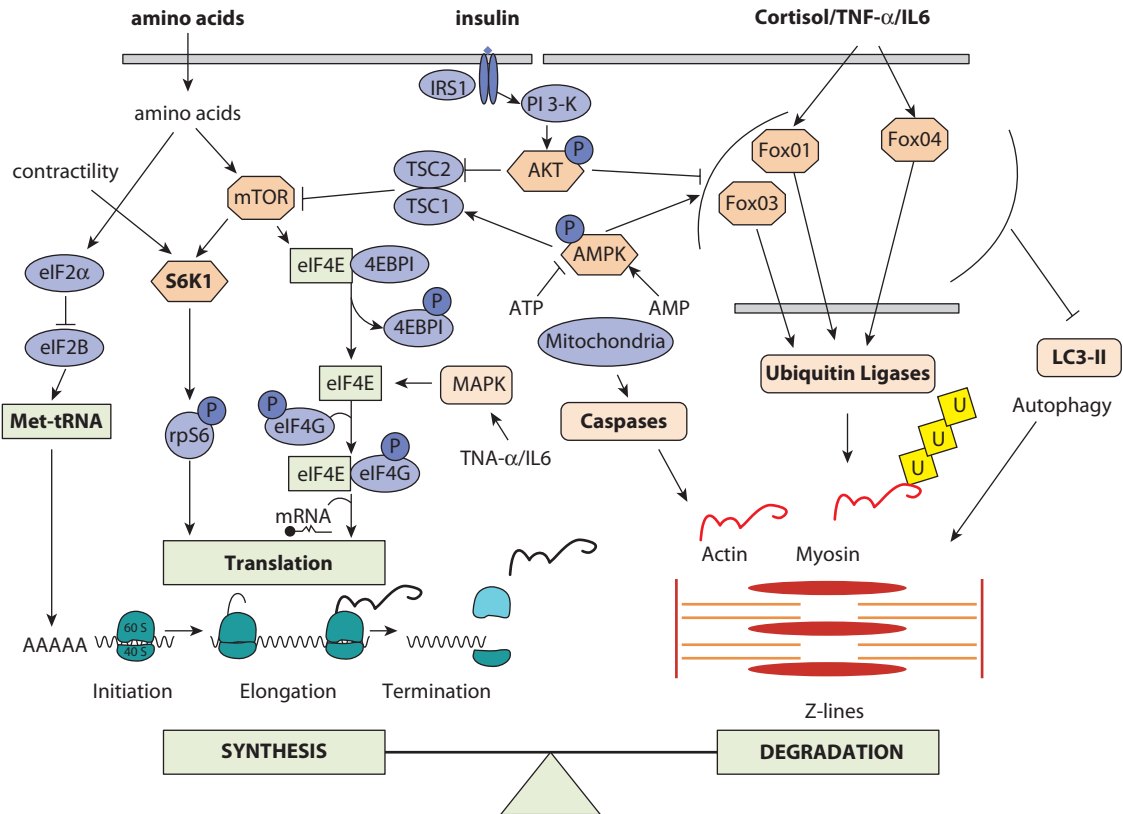 amino acids
insulin
Cortisol/TNF-α/IL6
IRS1
PI 3-K
amino acids
P
Fox01
Fox04
contractility
TSC2
AKT
mTOR
TSC1
Fox03
P
AMPK
eIF2α
S6K1
eIF4E
4EBPI
ATP
AMP
P
4EBPI
eIF2B
Mitochondria
LC3-II
Ubiquitin Ligases
eIF4E
MAPK
Met-tRNA
P
P
rpS6
eIF4G
Caspases
Autophagy
U
U
U
P
TNA-α/IL6
eIF4E
eIF4G
mRNA
Translation
Actin
Myosin
AAAAA
60 S
40 S
Initiation
Elongation
Termination
Z-lines
SYNTHESIS
DEGRADATION